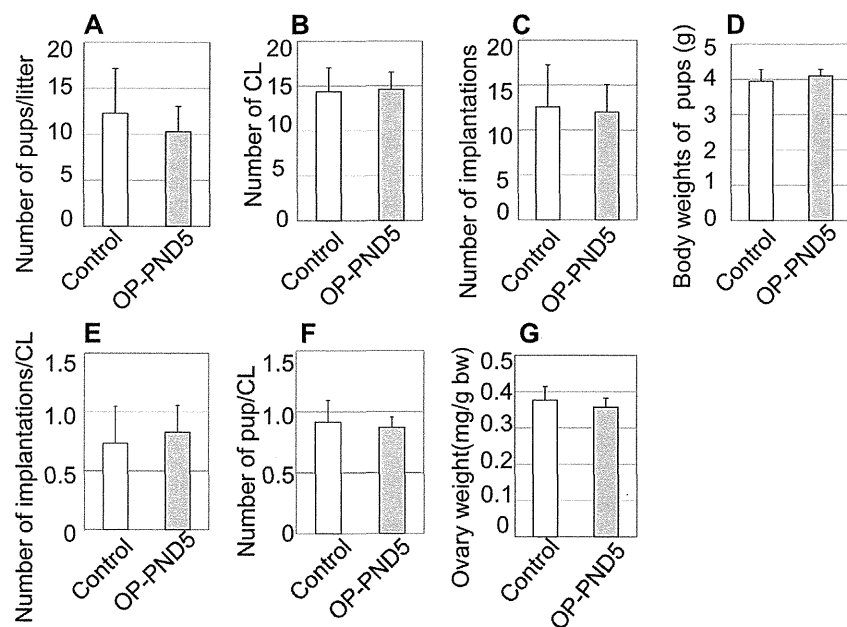 A
Number of pups/litter
20
15
10
5
0
Control
OP-PND5
B
Number of CL
20
15
10
5
0
Control
OP-PND5
C
Number of implantations
20
15
10
5
0
Control
OP-PND5
D
Body weights of pups (g)
5
4
3
2
1
0
Control
OP-PND5
E
Number of implantations/CL
1.5
1.0
0.5
0
Control
OP-PND5
F
Number of pup/CL
1.5
1.0
0.5
0
Control
OP-PND5
G
Ovary weight(mg/g bw)
0.5
0.4
0.3
0.2
0.1
0
Control
OP-PND5